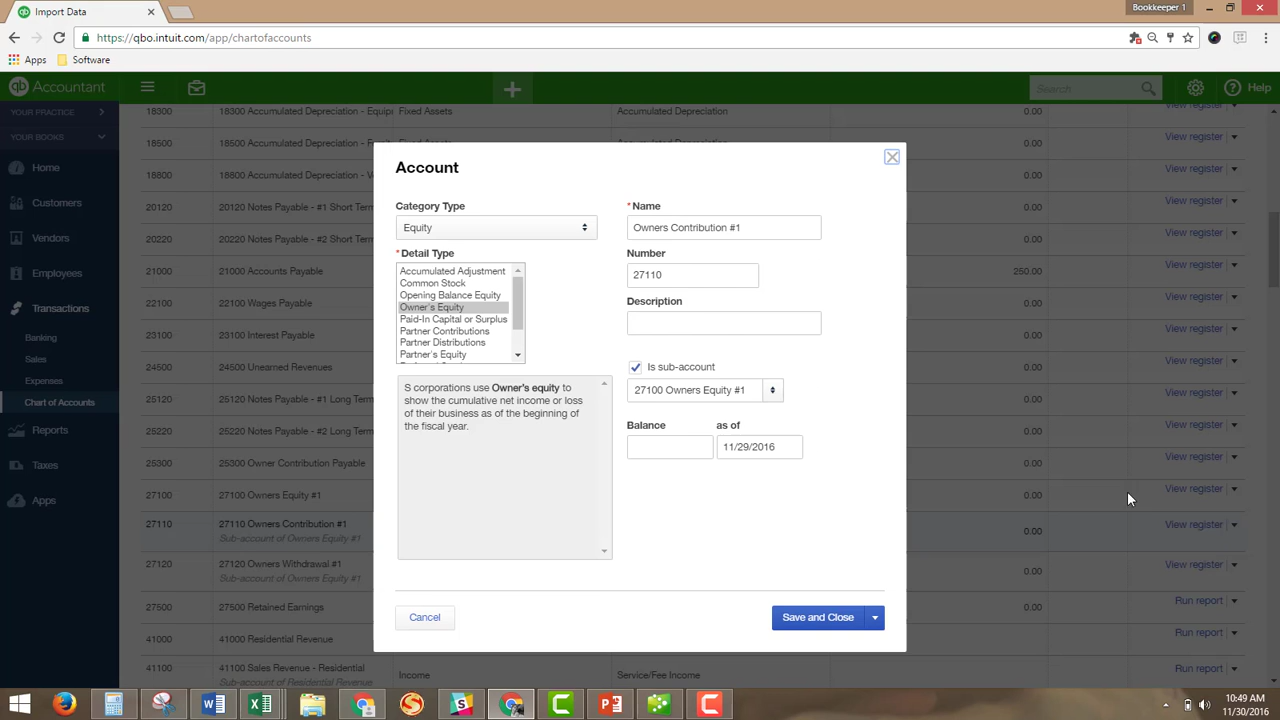 Import Data
Bookkeeper 1
https://qbo.intuit.com/app/chartofaccounts
Apps Software
qb Accountant
Search
Help
YOUR PRACTICE
YOUR BOOKS
Home
Customers
Vendors
Employees
Transactions
Banking
Sales
Expenses
Chart of Accounts
Reports
Taxes
Apps
18300 18300 Accumulated Depreciation - Equip Fixed Assets Accumulated Depreciation 0.00 View register
18500 18500 Accumulated Depreciation - 0.00 View register
18800 18800 Accumulated Depreciation - 0.00 View register
20120 20120 Notes Payable - #1 Short Term 0.00 View register
20220 20220 Notes Payable - #2 Short Term 0.00 View register
21000 21000 Accounts Payable 250.00 View register
22100 22100 Wages Payable 0.00 View register
23100 23100 Interest Payable 0.00 View register
24500 24500 Unearned Revenues 0.00 View register
25120 25120 Notes Payable - #1 Long Term 0.00 View register
25220 25220 Notes Payable - #2 Long Term 0.00 View register
25300 25300 Owner Contribution Payable 0.00 View register
27100 27100 Owners Equity #1 0.00 View register
27110 27110 Owners Contribution #1 0.00 View register
Sub-account of Owners Equity #1
27120 27120 Owners Withdrawal #1 0.00 View register
Sub-account of Owners Equity #1
27500 27500 Retained Earnings 0.00 Run report
41000 41000 Residential Revenue Run report
41100 41100 Sales Revenue - Residential Income Service/Fee Income Run report
Sub-account of Residential Revenue
Account
Category Type
Equity
* Detail Type
Accumulated Adjustment
Common Stock
Opening Balance Equity
Owner's Equity
Paid-In Capital or Surplus
Partner Contributions
Partner Distributions
Partner's Equity
S corporations use Owner's equity to
show the cumulative net income or loss
of their business as of the beginning of
the fiscal year.
* Name
Owners Contribution #1
Number
27110
Description
Is sub-account
27100 Owners Equity #1
Balance as of
11/29/2016
Cancel
Save and Close
10:49 AM
11/30/2016